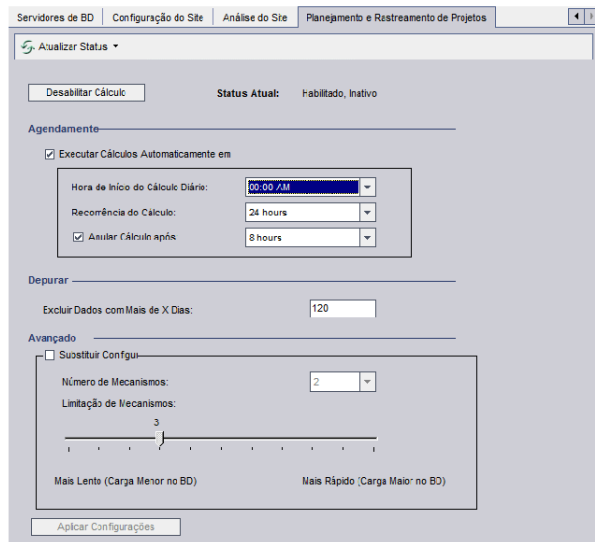 Servidores de BD Configuração do Site Análise do Site Planejamento e Rastreamento de Projetos
Atualizar Status
Desabilitar Cálculo Status Atual: Habilitado, Inativo
Agendamento
Executar Cálculos Automaticamente em
Hora de Início do Cálculo Diário: 00:00 AM
Recorrência do Cálculo: 24 hours
Anular Cálculo após 8 hours
Depurar
Excluir Dados com Mais de X Dias: 120
Avançado
Substituir Configu
Número de Mecanismos: 2
Limitação de Mecanismos:
3
Mais Lento (Carga Menor no BD) Mais Rápido (Carga Maior no BD)
Aplicar Configurações